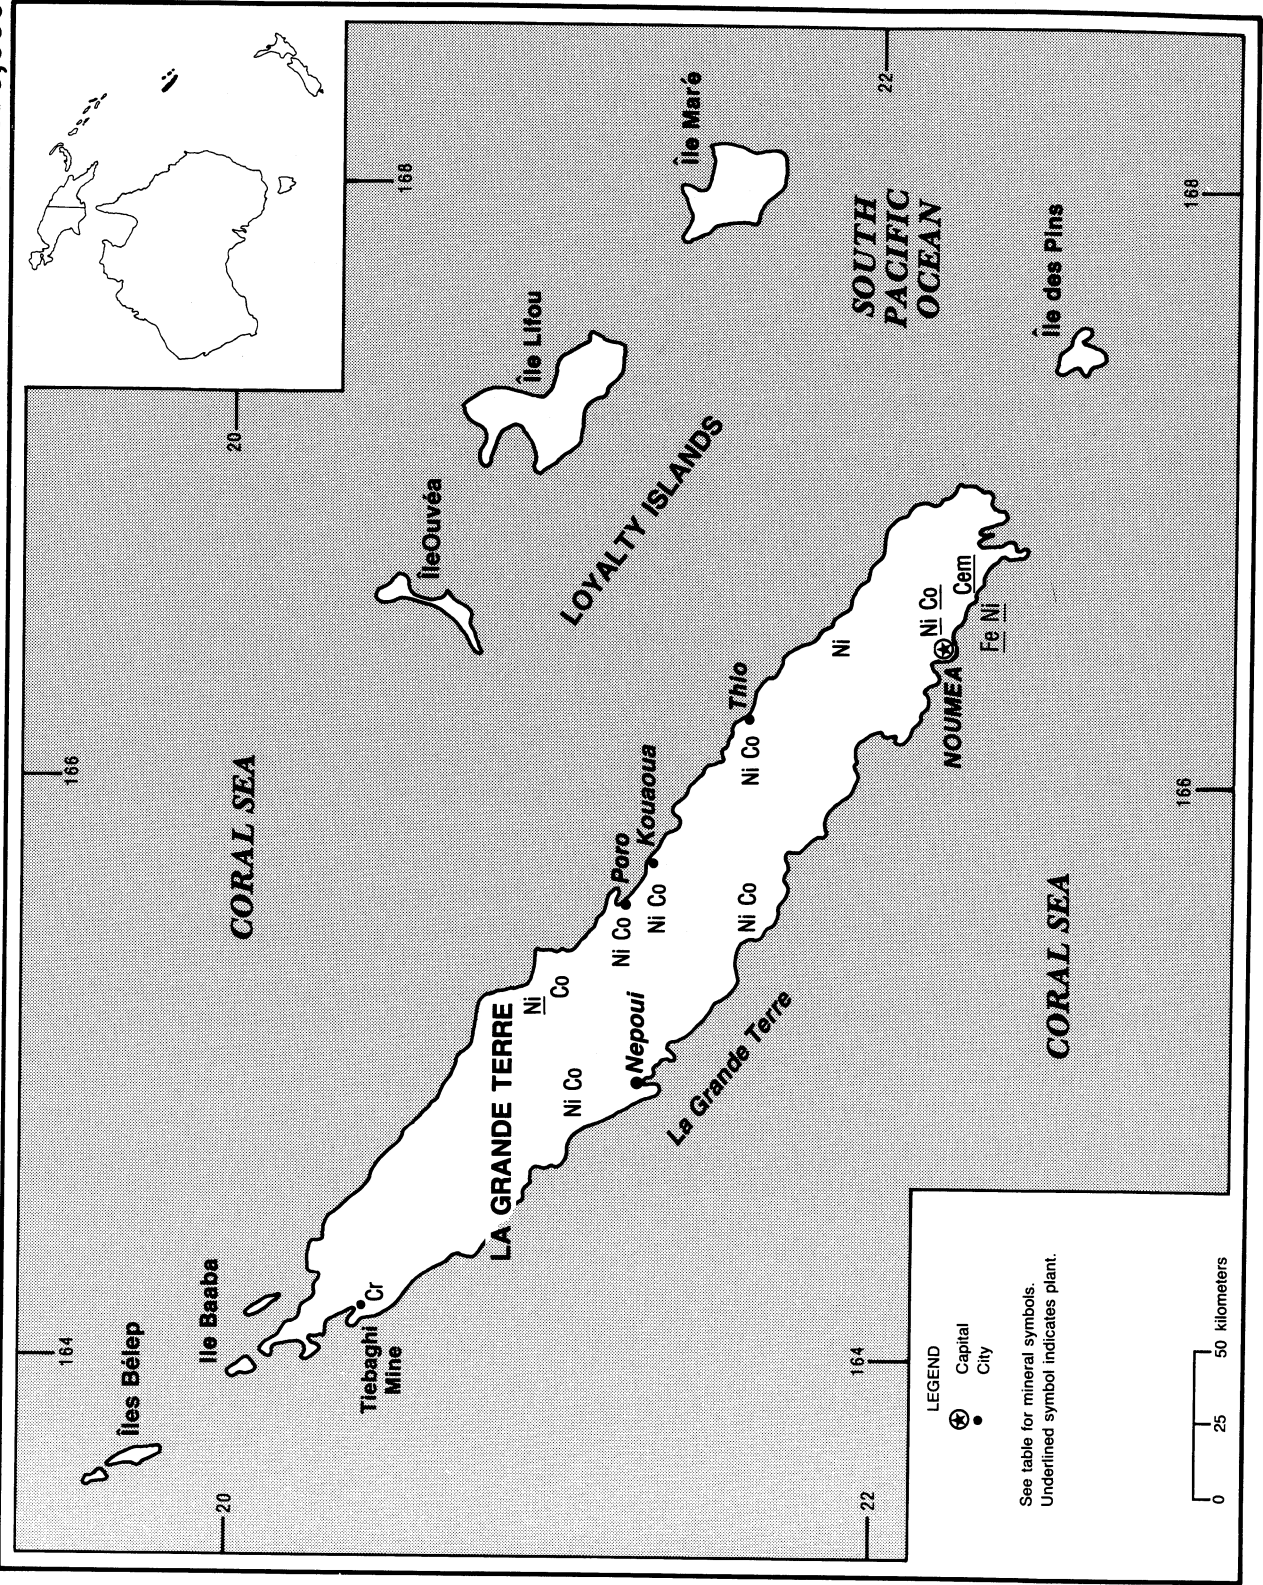 164
166
168
20
20
22
22
164
166
168
Îles Bélep
Ile Baaba
CORAL SEA
Tiebaghi
Mine
Cr
ÎleOuvéa
Île Lifou
Île Maré
LOYALTY ISLANDS
LA GRANDE TERRE
Ni
Co
Ni Co
Nepoui
Ni Co
Poro
Ni Co
Kouaoua
Ni Co
Thio
Ni Co
Ni
La Grande Terre
NOUMEA
Ni Co
Cem
Fe Ni
SOUTH
PACIFIC
OCEAN
Île des Pins
CORAL SEA
LEGEND
Capital
City
See table for mineral symbols.
Underlined symbol indicates plant.
0 25 50 kilometers